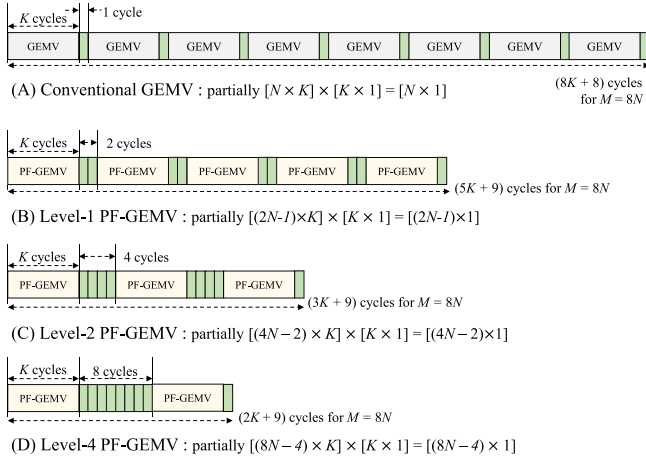 K cycles 1 cycle
GEMV GEMV GEMV GEMV GEMV GEMV GEMV GEMV
(8K + 8) cycles
for M = 8N
(A) Conventional GEMV : partially [N × K] × [K × 1] = [N × 1]
K cycles 2 cycles
PF-GEMV PF-GEMV PF-GEMV PF-GEMV PF-GEMV
(5K + 9) cycles for M = 8N
(B) Level-1 PF-GEMV : partially [(2N-1)×K] × [K × 1] = [(2N-1)×1]
K cycles 4 cycles
PF-GEMV PF-GEMV PF-GEMV
(3K + 9) cycles for M = 8N
(C) Level-2 PF-GEMV : partially [(4N−2) × K] × [K × 1] = [(4N−2)×1]
K cycles 8 cycles
PF-GEMV PF-GEMV
(2K + 9) cycles for M = 8N
(D) Level-4 PF-GEMV : partially [(8N−4) × K] × [K × 1] = [(8N−4) × 1]